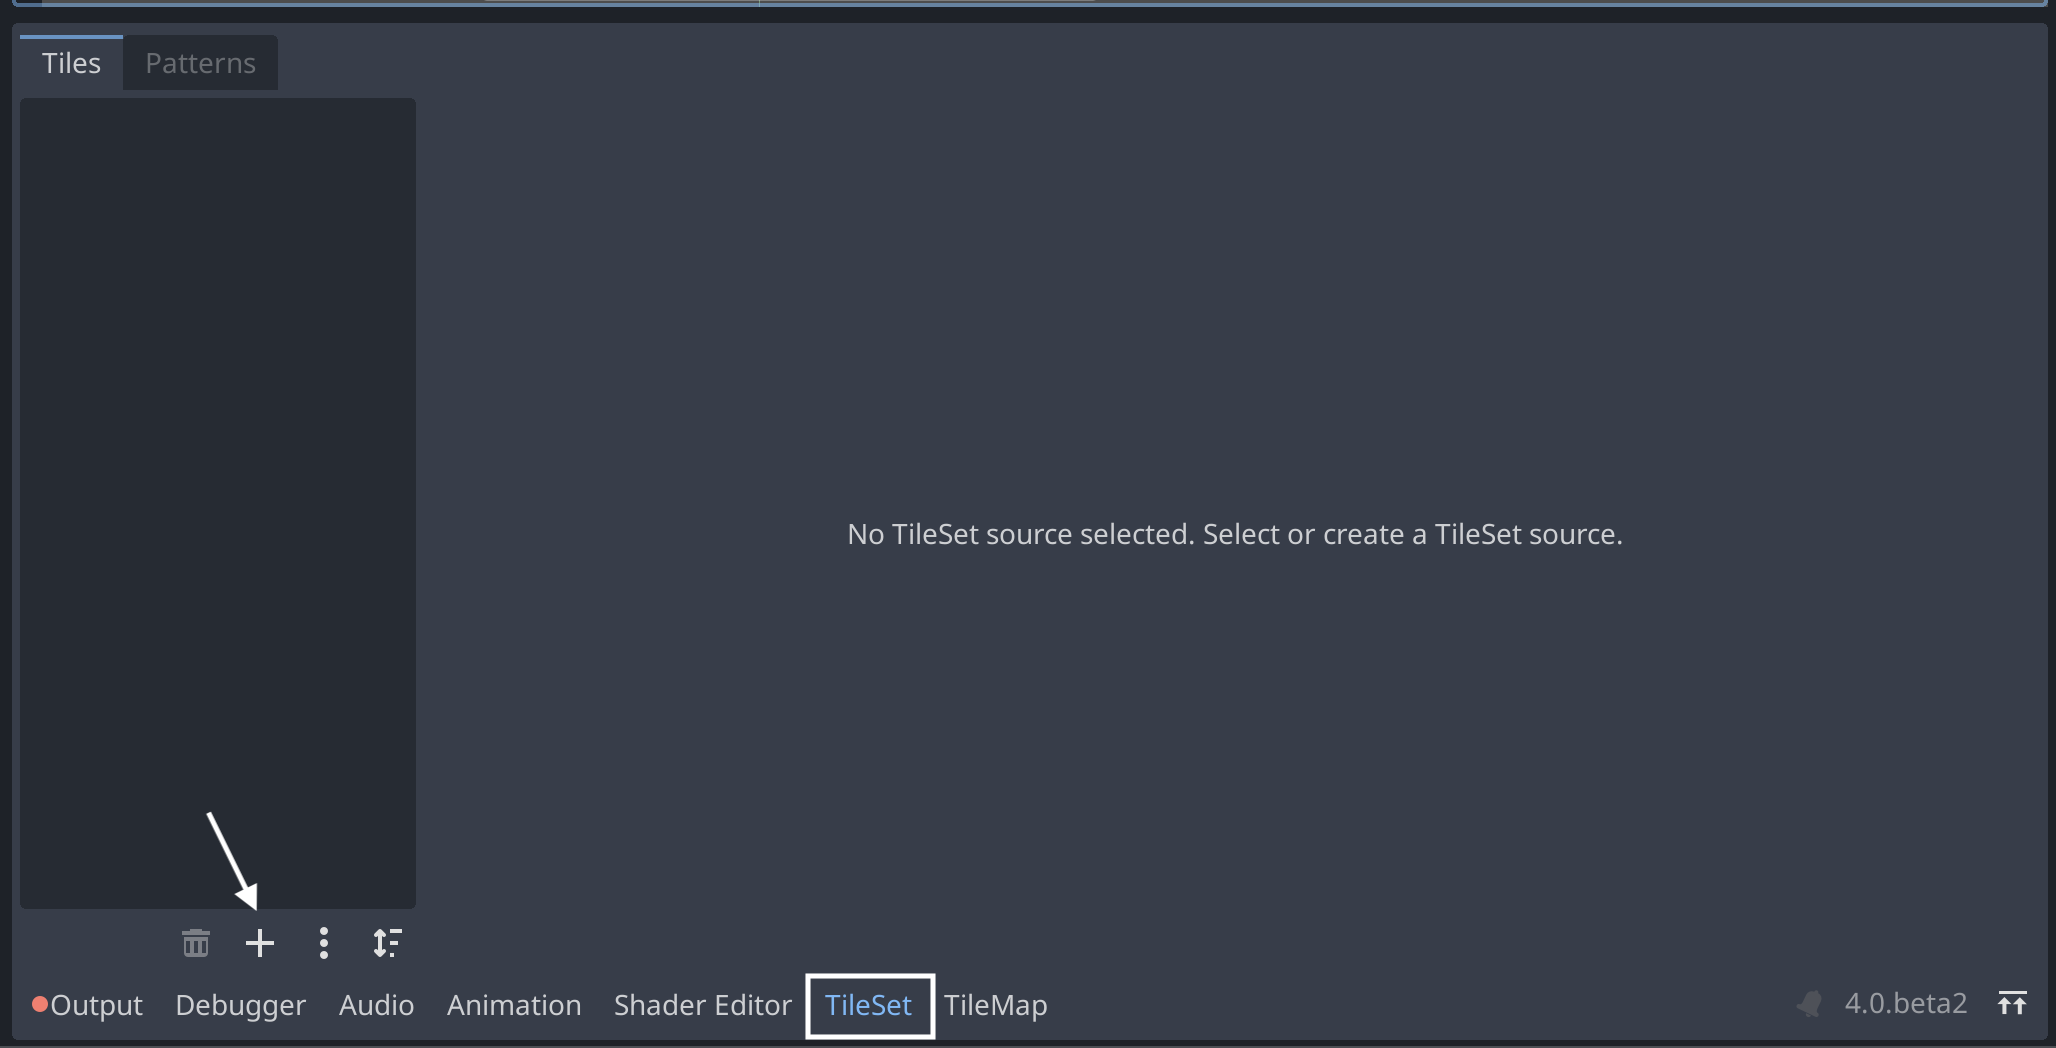 Tiles Patterns
No TileSet source selected. Select or create a TileSet source.
Output Debugger Audio Animation Shader Editor TileSet TileMap 4.0.beta2